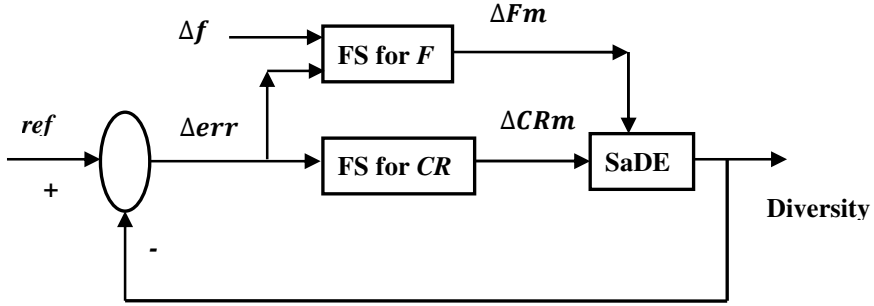 Δf
FS for F
ΔFm
ref
+
Δerr
FS for CR
ΔCRm
SaDE
Diversity
-